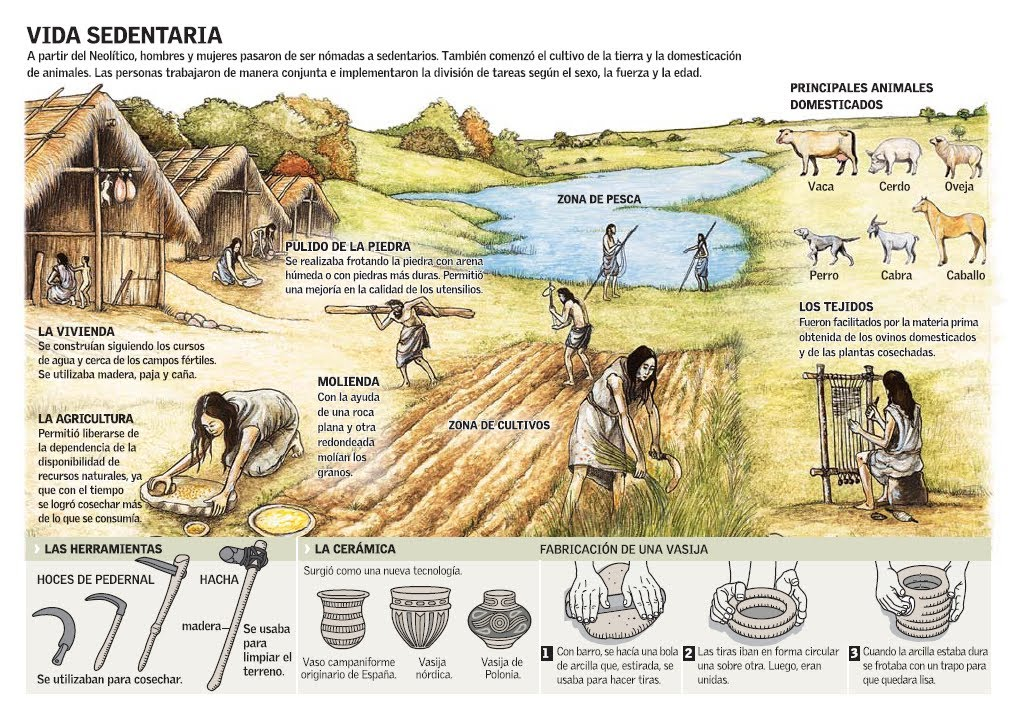 VIDA SEDENTARIA
A partir del Neolítico, hombres y mujeres pasaron de ser nómadas a sedentarios. También comenzó el cultivo de la tierra y la domesticación
de animales. Las personas trabajaron de manera conjunta e implementaron la división de tareas según el sexo, la fuerza y la edad.
PRINCIPALES ANIMALES
DOMESTICADOS
Vaca
Cerdo
Oveja
Perro
Cabra
Caballo
ZONA DE PESCA
PULIDO DE LA PIEDRA
Se realizaba frotando la piedra con arena
húmeda o con piedras más duras. Permitió
una mejoría en la calidad de los utensilios.
LOS TEJIDOS
Fueron facilitados por la materia prima
obtenida de los ovinos domesticados
y de las plantas cosechadas.
LA VIVIENDA
Se construían siguiendo los cursos
de agua y cerca de los campos fértiles.
Se utilizaba madera, paja y caña.
MOLIENDA
Con la ayuda
de una roca
plana y otra
redondeada
molían los
granos.
ZONA DE CULTIVOS
LA AGRICULTURA
Permitió liberarse de
la dependencia de la
disponibilidad de
recursos naturales, ya
que con el tiempo
se logró cosechar más
de lo que se consumía.
LAS HERRAMIENTAS
HOCES DE PEDERNAL
HACHA
madera
Se usaba
para
limpiar el
terreno.
Se utilizaban para cosechar.
LA CERÁMICA
Surgió como una nueva tecnología.
Vaso campaniforme
originario de España.
Vasija
nórdica.
Vasija de
Polonia.
FABRICACIÓN DE UNA VASIJA
1 Con barro, se hacía una bola
de arcilla que, estirada, se
usaba para hacer tiras.
2 Las tiras iban en forma circular
una sobre otra. Luego, eran
unidas.
3 Cuando la arcilla estaba dura
se frotaba con un trapo para
que quedara lisa.